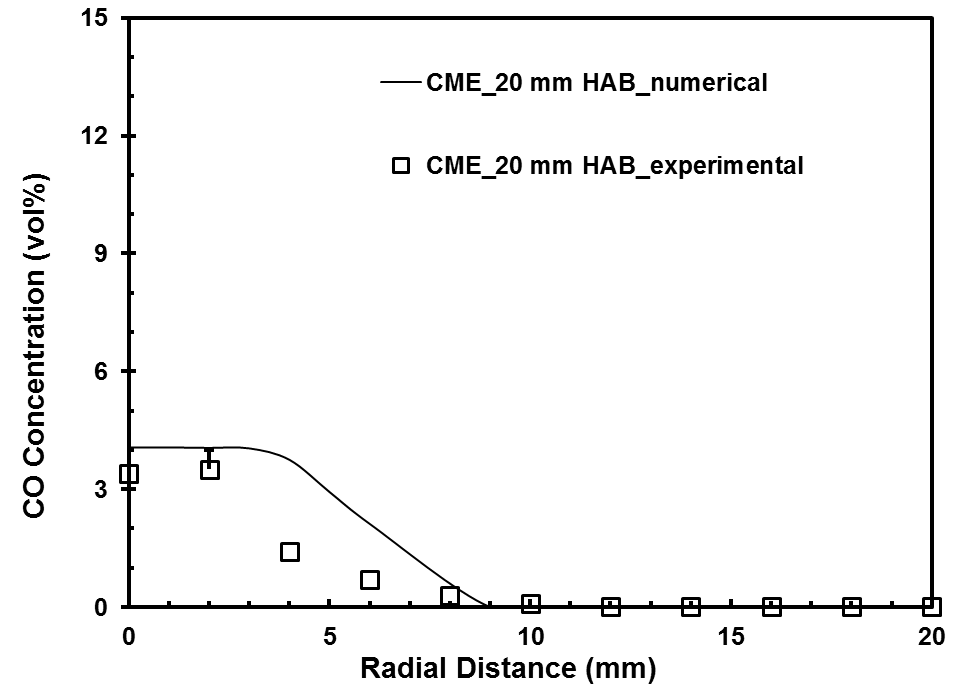 15
12
9
6
3
0
CO Concentration (vol%)
CME_20 mm HAB_numerical
CME_20 mm HAB_experimental
0 5 10 15 20
Radial Distance (mm)